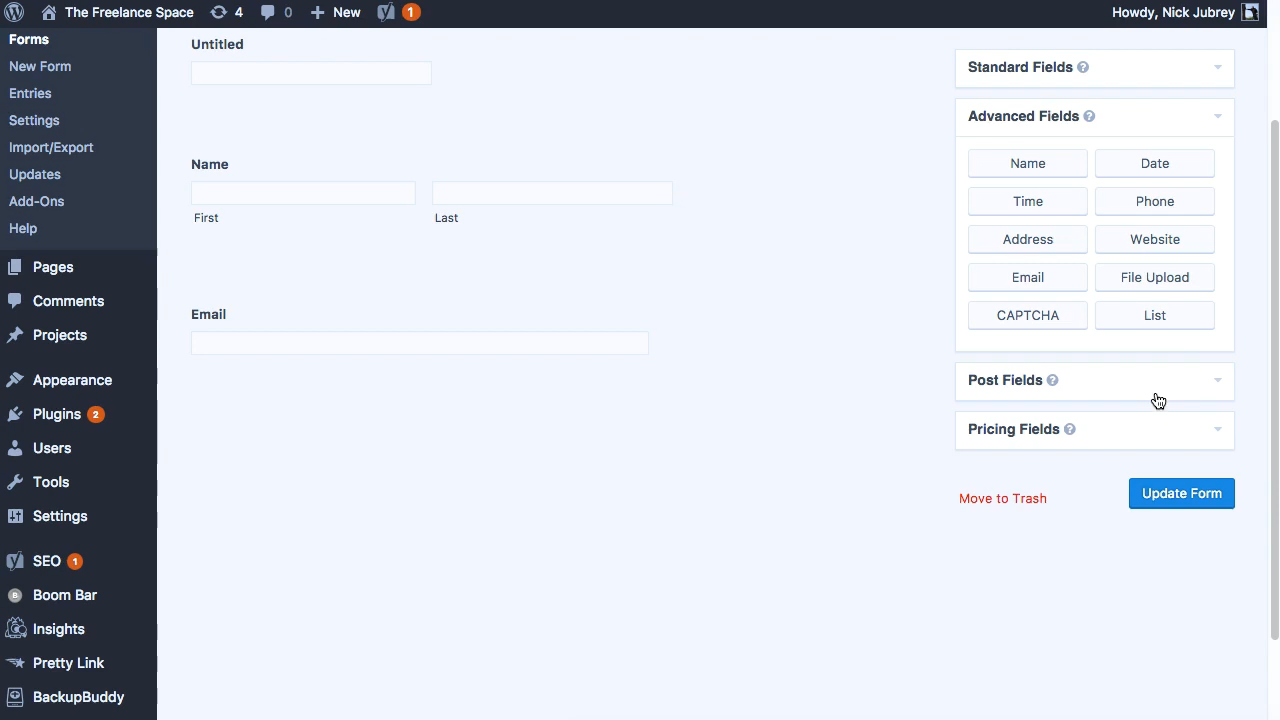 The Freelance Space 4 0 New 1 Howdy, Nick Jubrey
Forms
New Form
Entries
Settings
Import/Export
Updates
Add-Ons
Help
Pages
Comments
Projects
Appearance
Plugins 2
Users
Tools
Settings
SEO 1
Boom Bar
Insights
Pretty Link
BackupBuddy
Untitled
Name
First Last
Email
Standard Fields ?
Advanced Fields ?
Name Date
Time Phone
Address Website
Email File Upload
CAPTCHA List
Post Fields ?
Pricing Fields ?
Move to Trash Update Form